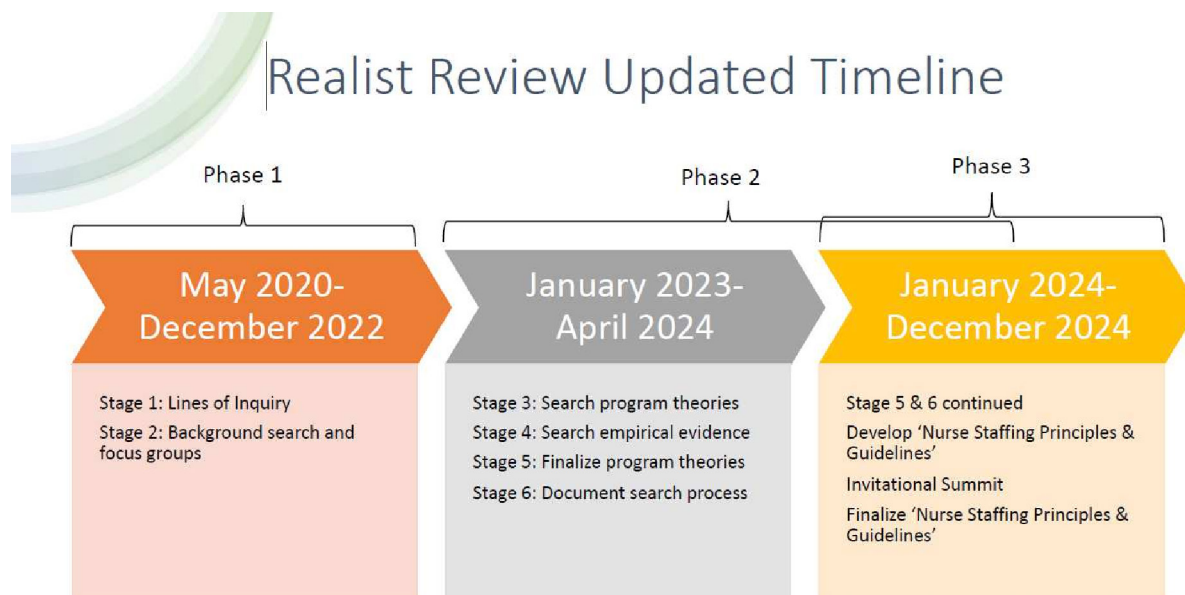 Realist Review Updated Timeline
Phase 1
Phase 2
Phase 3
May 2020-
December 2022
January 2023-
April 2024
January 2024-
December 2024
Stage 1: Lines of Inquiry
Stage 2: Background search and
focus groups
Stage 3: Search program theories
Stage 4: Search empirical evidence
Stage 5: Finalize program theories
Stage 6: Document search process
Stage 5 & 6 continued
Develop ‘Nurse Staffing Principles &
Guidelines’
Invitational Summit
Finalize ‘Nurse Staffing Principles &
Guidelines’